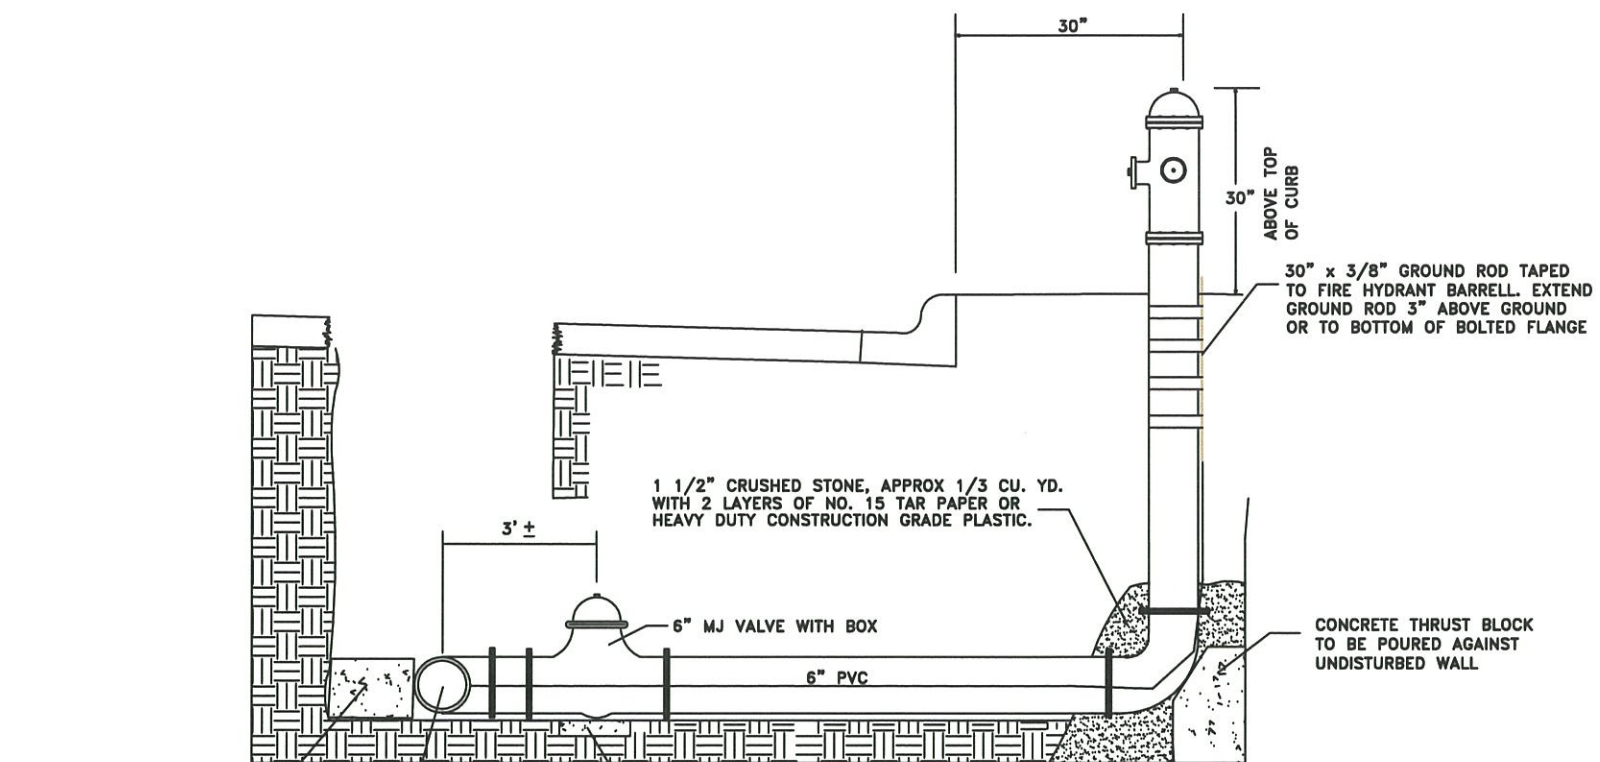 30"
30"
ABOVE TOP
OF CURB
30" x 3/8" GROUND ROD TAPED
TO FIRE HYDRANT BARRELL. EXTEND
GROUND ROD 3" ABOVE GROUND
OR TO BOTTOM OF BOLTED FLANGE
1 1/2" CRUSHED STONE, APPROX 1/3 CU. YD.
WITH 2 LAYERS OF NO. 15 TAR PAPER OR
HEAVY DUTY CONSTRUCTION GRADE PLASTIC.
3' ±
6" MJ VALVE WITH BOX
CONCRETE THRUST BLOCK
TO BE POURED AGAINST
UNDISTURBED WALL
6" PVC